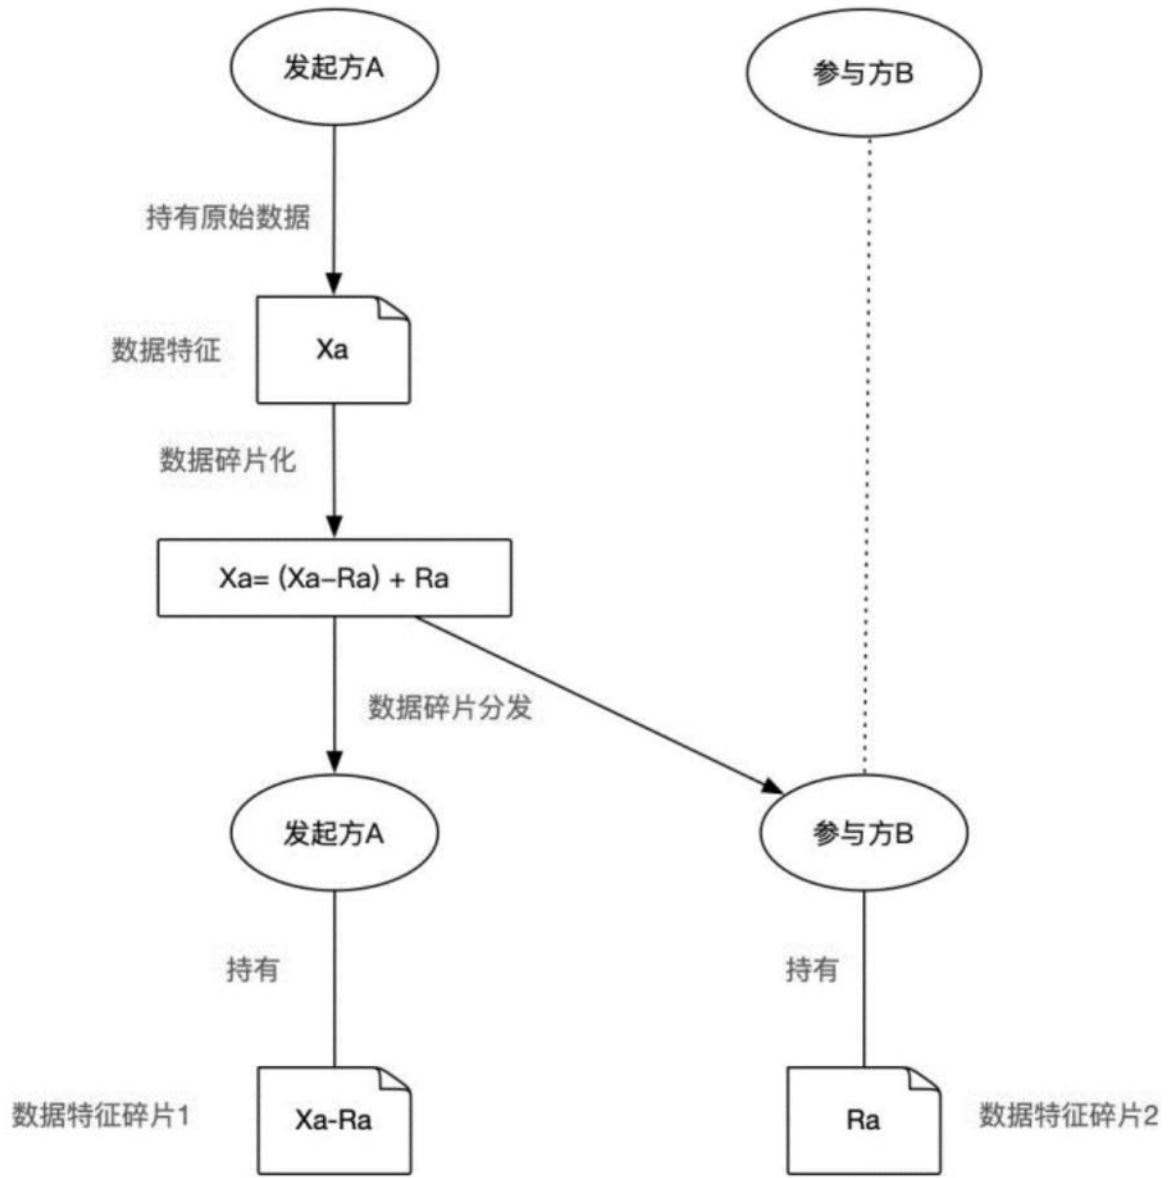 发起方A
参与方B
持有原始数据
数据特征
Xa
数据碎片化
Xa= (Xa-Ra) + Ra
数据碎片分发
发起方A
参与方B
持有
持有
数据特征碎片1
Xa-Ra
Ra
数据特征碎片2